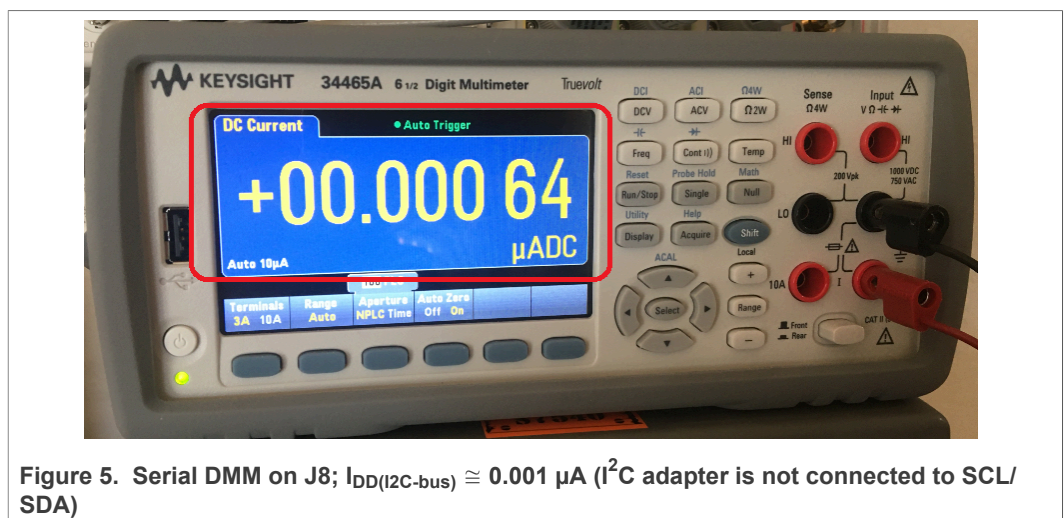 KEYSIGHT 34465A 6 1/2 Digit Multimeter Truevolt
DC Current
Auto Trigger
+00.000 64
µADC
Auto 10µA
Terminals
3A 10A
Range
Auto
Aperture
NPLC Time
Auto Zero
Off On
DCI ACI Ω4W
DCV ACV Ω2W
Freq Cont Temp
Reset Probe Hold Math
Run/Stop Single Null
Utility Help
Display Acquire Shift
Local
ACAL
Select
+
Range
−
Sense
Ω4W
Input
V Ω
HI HI
200 Vpk
1000 VDC
750 VAC
LO
10A I
Front
Rear
CAT II
Figure 5. Serial DMM on J8; IDD(I2C-bus) ≅ 0.001 µA (I²C adapter is not connected to SCL/
SDA)